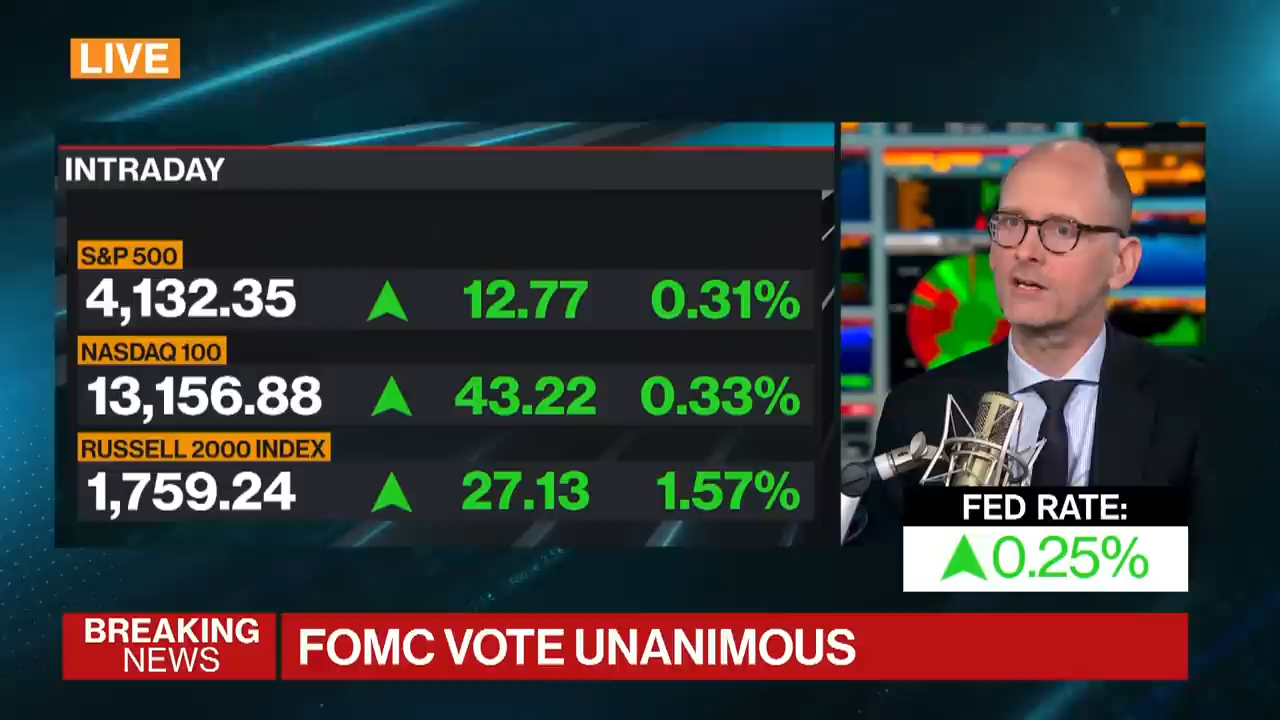 LIVE
INTRADAY
S&P 500
4,132.35 ▲ 12.77 0.31%
NASDAQ 100
13,156.88 ▲ 43.22 0.33%
RUSSELL 2000 INDEX
1,759.24 ▲ 27.13 1.57%
FED RATE:
▲0.25%
BREAKING
NEWS
FOMC VOTE UNANIMOUS